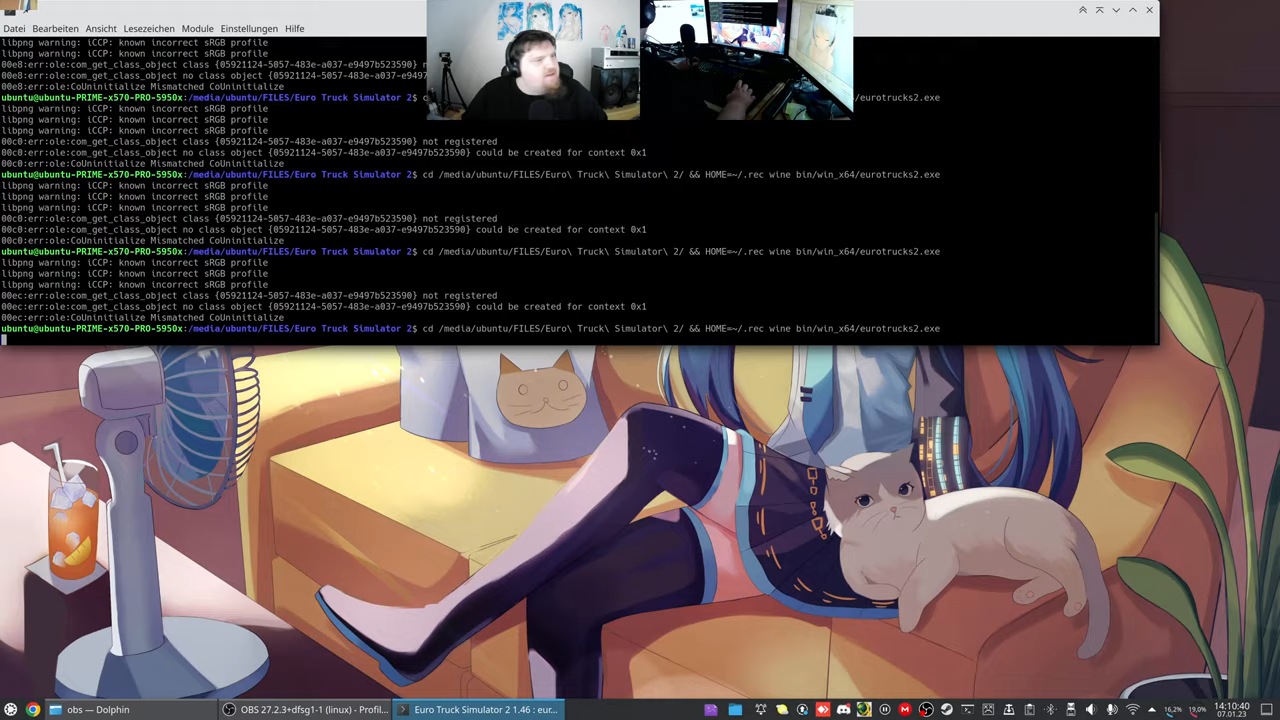 Datei Bearbeiten Ansicht Lesezeichen Module Einstellungen Hilfe
libpng warning: iCCP: known incorrect sRGB profile
libpng warning: iCCP: known incorrect sRGB profile
00e8:err:ole:com_get_class_object class {05921124-5057-483e-a037-e9497b523590}
00e8:err:ole:com_get_class_object no class object {05921124-5057-483e-a037-e9497
00e8:err:ole:CoUninitialize Mismatched CoUninitialize
ubuntu@ubuntu-PRIME-x570-PRO-5950x:/media/ubuntu/FILES/Euro Truck Simulator 2$ c /eurotrucks2.exe
libpng warning: iCCP: known incorrect sRGB profile
libpng warning: iCCP: known incorrect sRGB profile
libpng warning: iCCP: known incorrect sRGB profile
00c0:err:ole:com_get_class_object class {05921124-5057-483e-a037-e9497b523590} not registered
00c0:err:ole:com_get_class_object no class object {05921124-5057-483e-a037-e9497b523590} could be created for context 0x1
00c0:err:ole:CoUninitialize Mismatched CoUninitialize
ubuntu@ubuntu-PRIME-x570-PRO-5950x:/media/ubuntu/FILES/Euro Truck Simulator 2$ cd /media/ubuntu/FILES/Euro\ Truck\ Simulator\ 2/ && HOME=~/.rec wine bin/win_x64/eurotrucks2.exe
libpng warning: iCCP: known incorrect sRGB profile
libpng warning: iCCP: known incorrect sRGB profile
libpng warning: iCCP: known incorrect sRGB profile
00c0:err:ole:com_get_class_object class {05921124-5057-483e-a037-e9497b523590} not registered
00c0:err:ole:com_get_class_object no class object {05921124-5057-483e-a037-e9497b523590} could be created for context 0x1
00c0:err:ole:CoUninitialize Mismatched CoUninitialize
ubuntu@ubuntu-PRIME-x570-PRO-5950x:/media/ubuntu/FILES/Euro Truck Simulator 2$ cd /media/ubuntu/FILES/Euro\ Truck\ Simulator\ 2/ && HOME=~/.rec wine bin/win_x64/eurotrucks2.exe
libpng warning: iCCP: known incorrect sRGB profile
libpng warning: iCCP: known incorrect sRGB profile
libpng warning: iCCP: known incorrect sRGB profile
00ec:err:ole:com_get_class_object class {05921124-5057-483e-a037-e9497b523590} not registered
00ec:err:ole:com_get_class_object no class object {05921124-5057-483e-a037-e9497b523590} could be created for context 0x1
00ec:err:ole:CoUninitialize Mismatched CoUninitialize
ubuntu@ubuntu-PRIME-x570-PRO-5950x:/media/ubuntu/FILES/Euro Truck Simulator 2$ cd /media/ubuntu/FILES/Euro\ Truck\ Simulator\ 2/ && HOME=~/.rec wine bin/win_x64/eurotrucks2.exe
obs — Dolphin
OBS 27.2.3+dfsg1-1 (linux) - Profil...
Euro Truck Simulator 2 1.46 : eur...
16,2% 19,0%
14:10:40
07.01.23